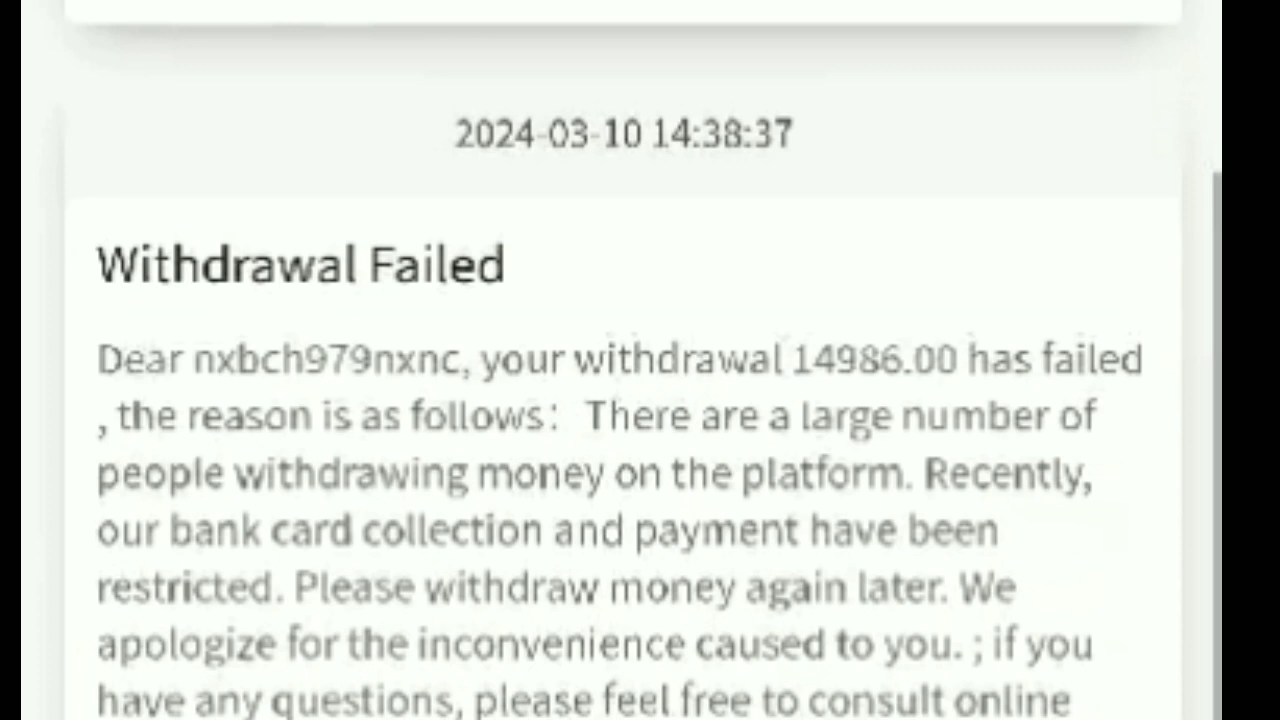 2024-03-10 14:38:37
Withdrawal Failed
Dear nxbch979nxnc, your withdrawal 14986.00 has failed
, the reason is as follows： There are a large number of
people withdrawing money on the platform. Recently,
our bank card collection and payment have been
restricted. Please withdraw money again later. We
apologize for the inconvenience caused to you. ; if you
have any questions, please feel free to consult online